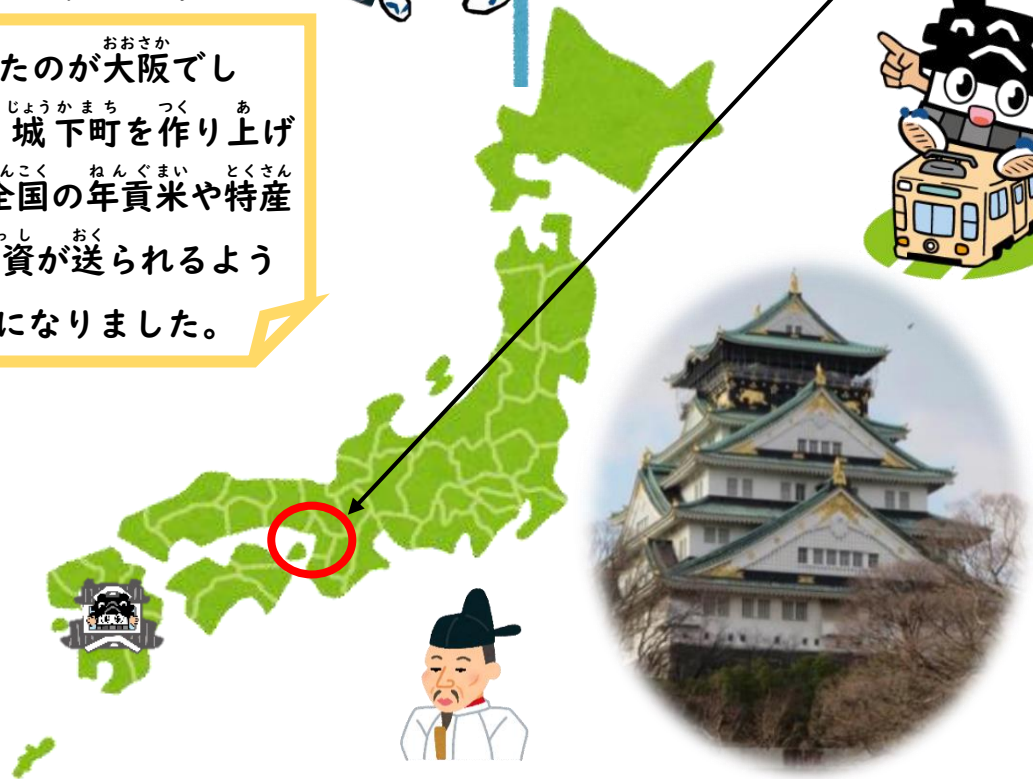 たのが大阪でし
城下町を作り上げ
全国の年貢米や特産
資が送られるよう
になりました。